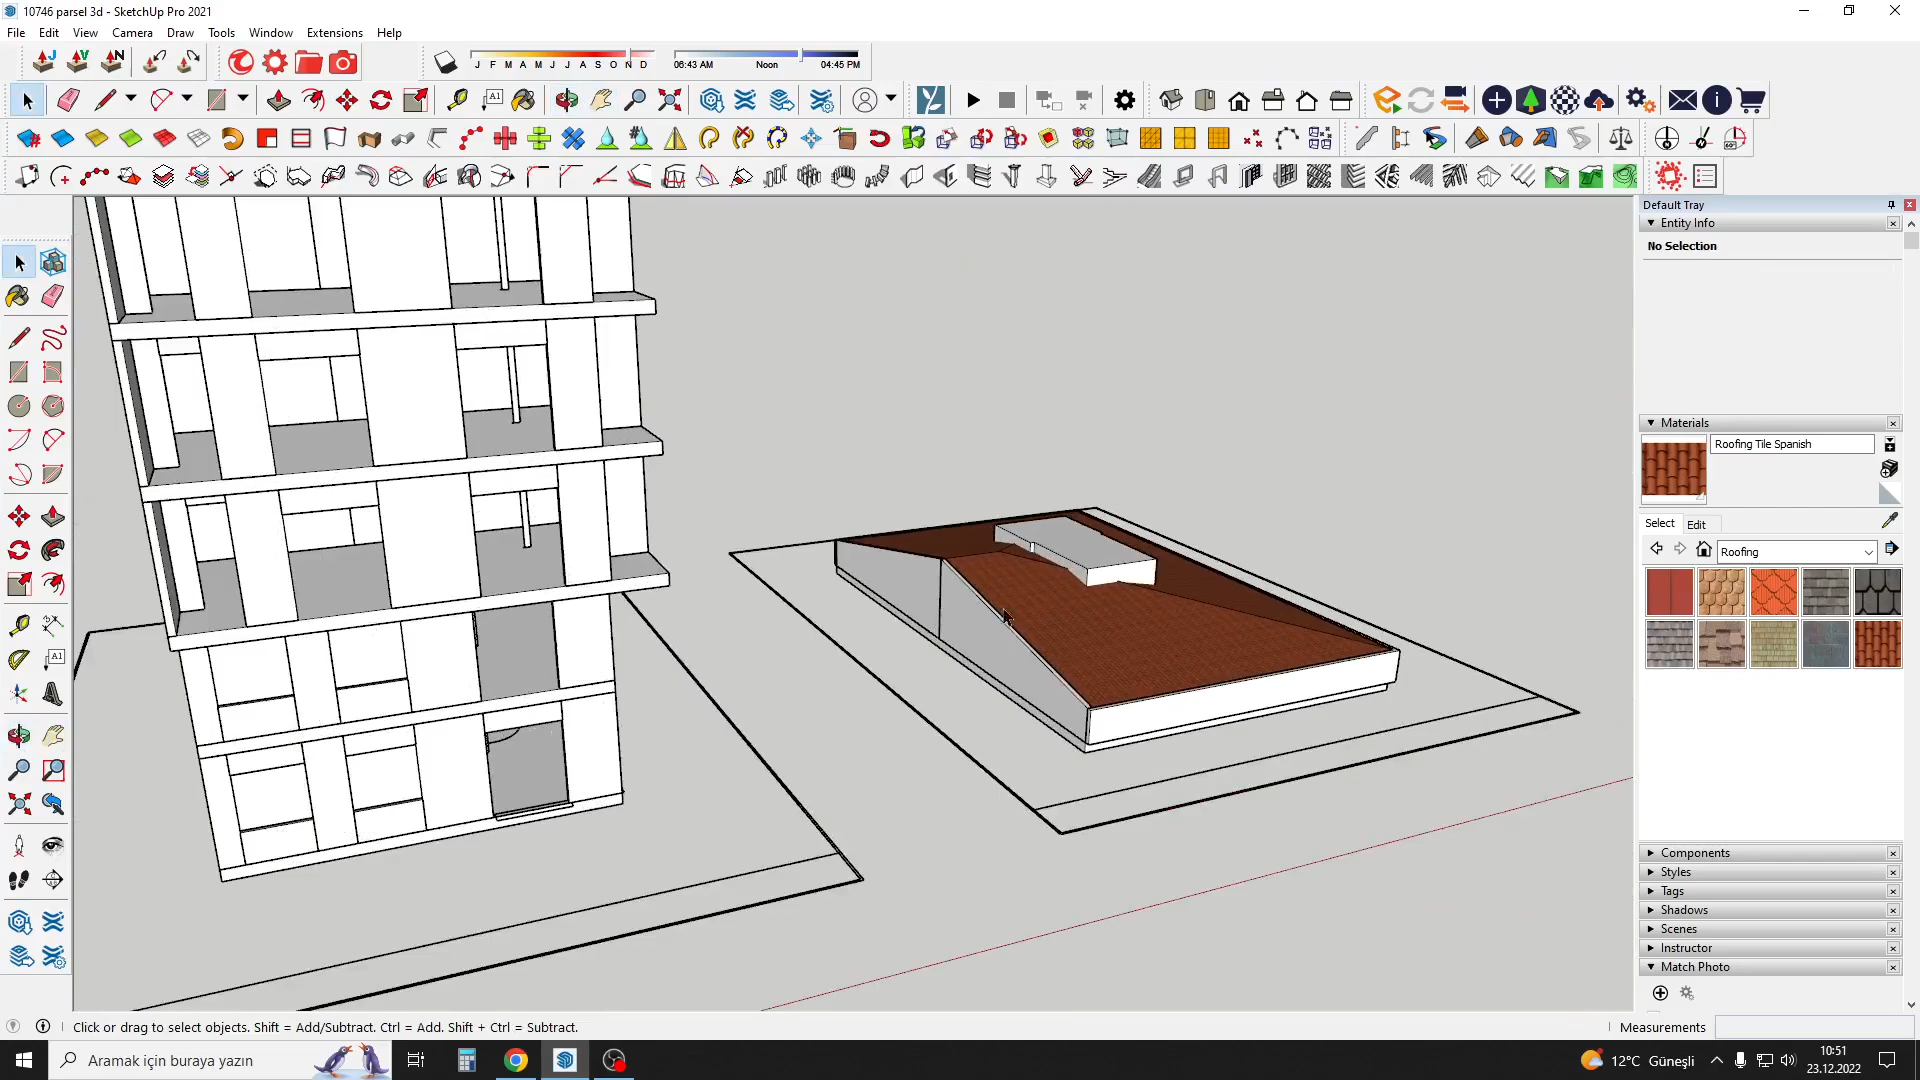 10746 parsel 3d - SketchUp Pro 2021
File Edit View Camera Draw Tools Window Extensions Help
J V N
J F M A M J J A S O N D
06:43 AM Noon 04:45 PM
A1
Default Tray
Entity Info
No Selection
Materials
Roofing Tile Spanish
Select Edit
Roofing
A1
Components
Styles
Tags
Shadows
Scenes
Instructor
Match Photo
Click or drag to select objects. Shift = Add/Subtract. Ctrl = Add. Shift + Ctrl = Subtract.
Measurements
Aramak için buraya yazın
12°C Güneşli
10:51
23.12.2022